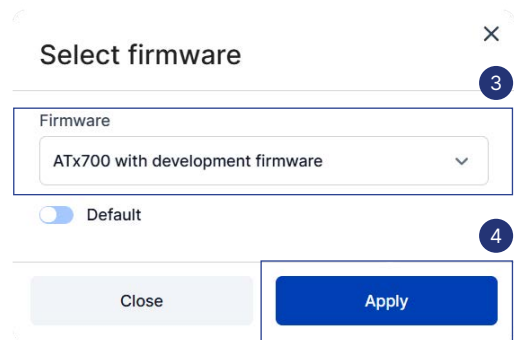 Select firmware
3
Firmware
ATx700 with development firmware
Default
4
Close
Apply